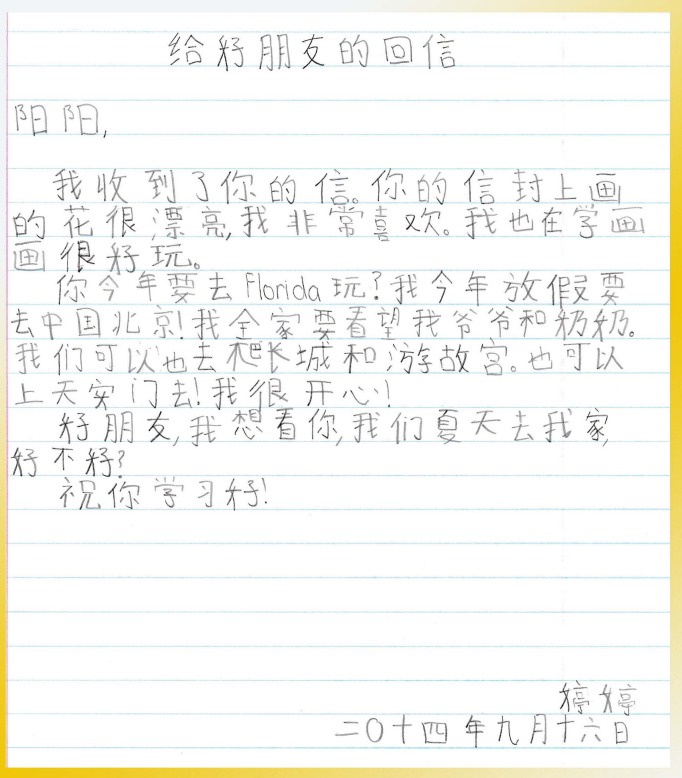 给好朋友的回信
阳阳,
我收到了你的信。你的信封上画
的花很漂亮,我非常喜欢。我也在学画
画很好玩。
你今年要去Florida玩?我今年放假要
去中国北京!我全家要看望我爷爷和奶奶。
我们可以也去爬长城和游故宫。也可以
上天安门去!我很开心!
好朋友,我想看你,我们夏天去我家,
好不好?
祝你学习好!
婷婷
二〇十四年九月十六日